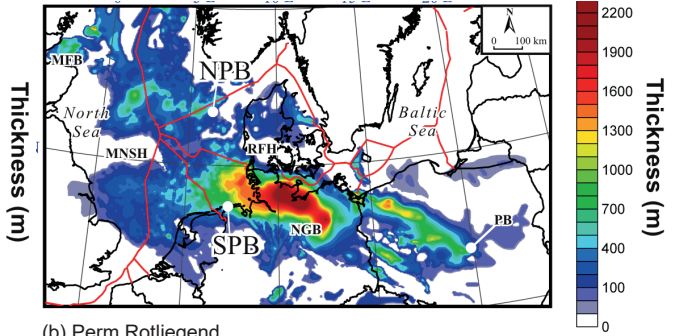 MFB
NPB
N
0 100 km
North
Sea
Baltic
Sea
MNSH
RFH
SPB
NGB
PB
Thickness (m)
2200
1900
1600
1300
1000
700
400
100
0
Thickness (m)
(b) Perm Rotliegend